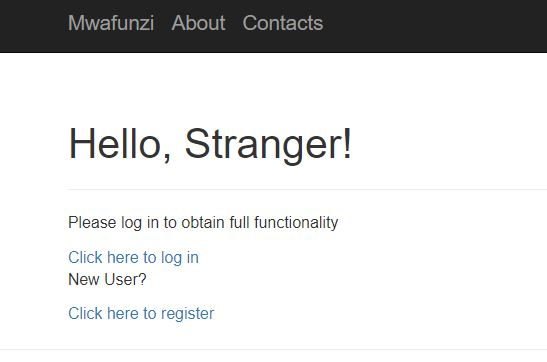 Mwafunzi About Contacts
Hello, Stranger!
Please log in to obtain full functionality
Click here to log in
New User?
Click here to register